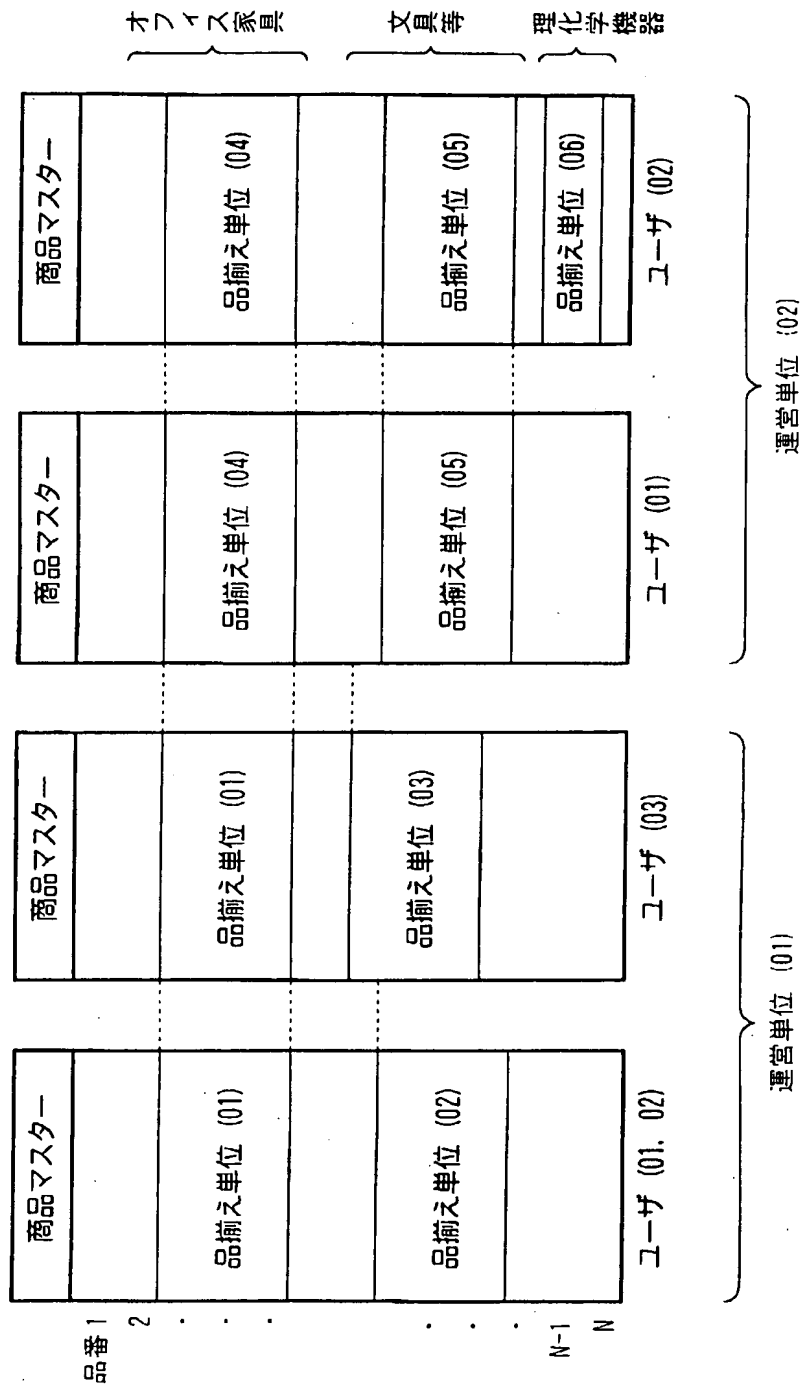 品番 1
2
・
・
・
・
・
・
N-1
N
商品マスター
品揃え単位 (01)
品揃え単位 (02)
ユーザ (01. 02)
商品マスター
品揃え単位 (01)
品揃え単位 (03)
ユーザ (03)
運営単位 (01)
商品マスター
品揃え単位 (04)
品揃え単位 (05)
ユーザ (01)
商品マスター
品揃え単位 (04)
品揃え単位 (05)
品揃え単位 (06)
ユーザ (02)
運営単位 (02)
オフィス家具
文具等
理化学機器